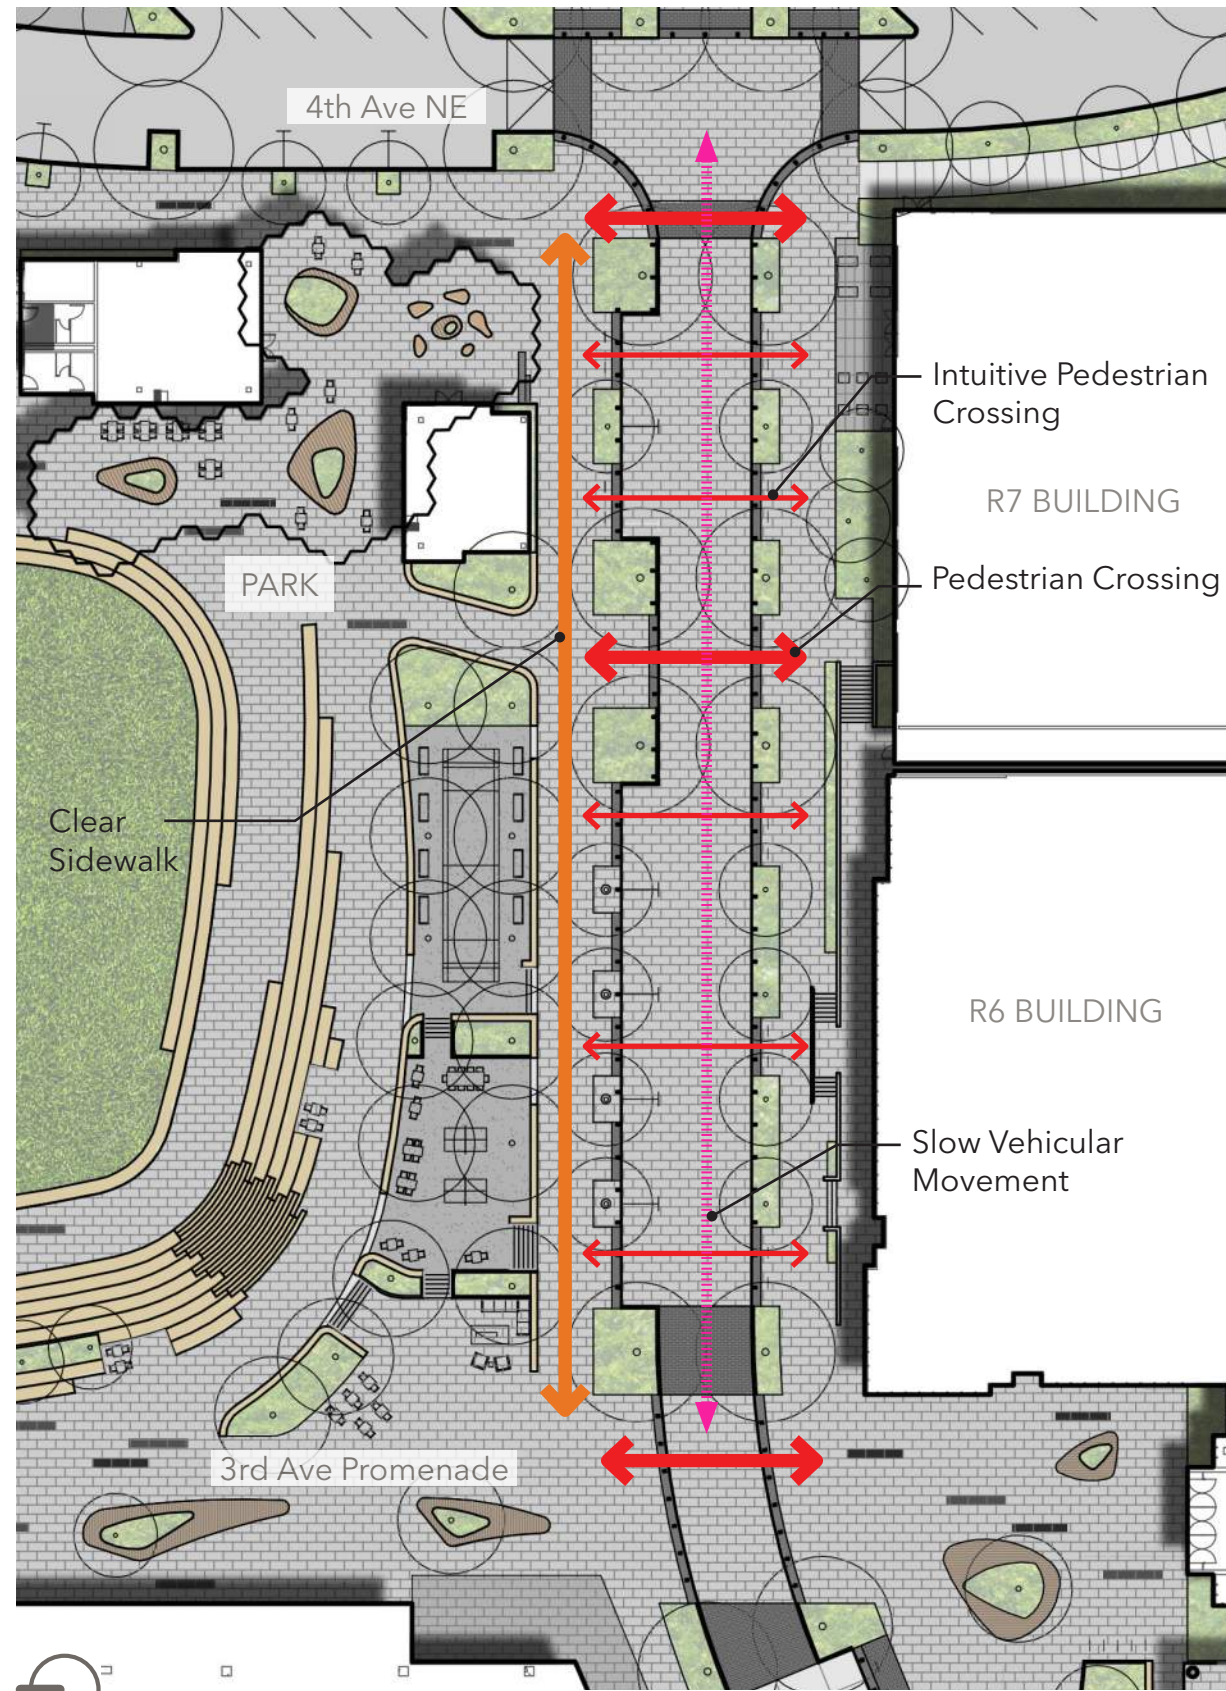 4th Ave NE
Intuitive Pedestrian
Crossing
R7 BUILDING
Pedestrian Crossing
PARK
Clear
Sidewalk
R6 BUILDING
Slow Vehicular
Movement
3rd Ave Promenade